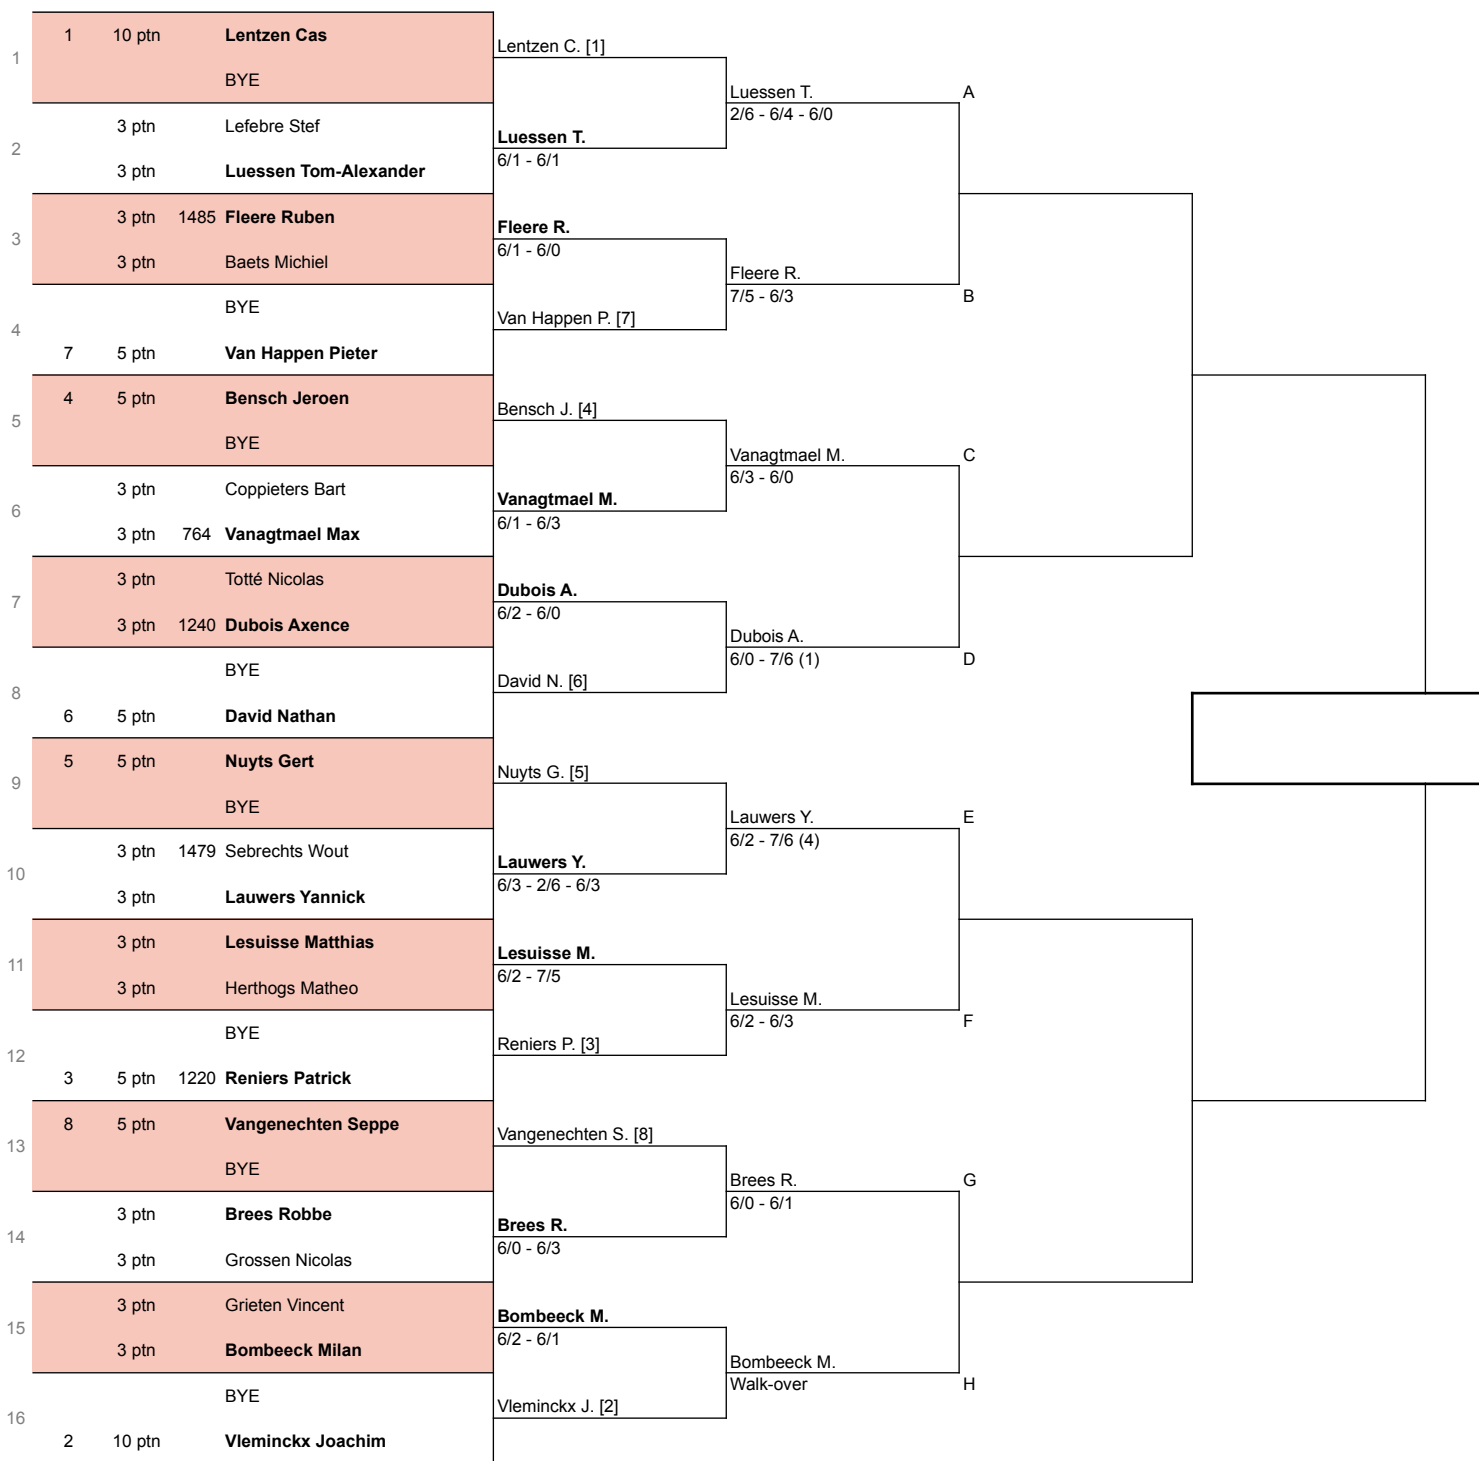 1 10 ptn Lentzen Cas
1 BYE
3 ptn Lefebre Stef
2 3 ptn Luessen Tom-Alexander
3 ptn 1485 Fleere Ruben
3 3 ptn Baets Michiel
BYE
4 7 5 ptn Van Happen Pieter
4 5 ptn Bensch Jeroen
5 BYE
3 ptn Coppieters Bart
6 3 ptn 764 Vanagtmael Max
3 ptn Totté Nicolas
7 3 ptn 1240 Dubois Axence
BYE
8 6 5 ptn David Nathan
5 5 ptn Nuyts Gert
9 BYE
3 ptn 1479 Sebrechts Wout
10 3 ptn Lauwers Yannick
3 ptn Lesuisse Matthias
11 3 ptn Herthogs Matheo
BYE
12 3 5 ptn 1220 Reniers Patrick
8 5 ptn Vangenechten Seppe
13 BYE
3 ptn Brees Robbe
14 3 ptn Grossen Nicolas
3 ptn Grieten Vincent
15 3 ptn Bombeeck Milan
BYE
16 2 10 ptn Vleminckx Joachim
Lentzen C. [1]
Luessen T.
6/1 - 6/1
Fleere R.
6/1 - 6/0
Van Happen P. [7]
Bensch J. [4]
Vanagtmael M.
6/1 - 6/3
Dubois A.
6/2 - 6/0
David N. [6]
Nuyts G. [5]
Lauwers Y.
6/3 - 2/6 - 6/3
Lesuisse M.
6/2 - 7/5
Reniers P. [3]
Vangenechten S. [8]
Brees R.
6/0 - 6/3
Bombeeck M.
6/2 - 6/1
Vleminckx J. [2]
Luessen T. A
2/6 - 6/4 - 6/0
Fleere R.
7/5 - 6/3 B
Vanagtmael M. C
6/3 - 6/0
Dubois A.
6/0 - 7/6 (1) D
Lauwers Y. E
6/2 - 7/6 (4)
Lesuisse M.
6/2 - 6/3 F
Brees R. G
6/0 - 6/1
Bombeeck M.
Walk-over H